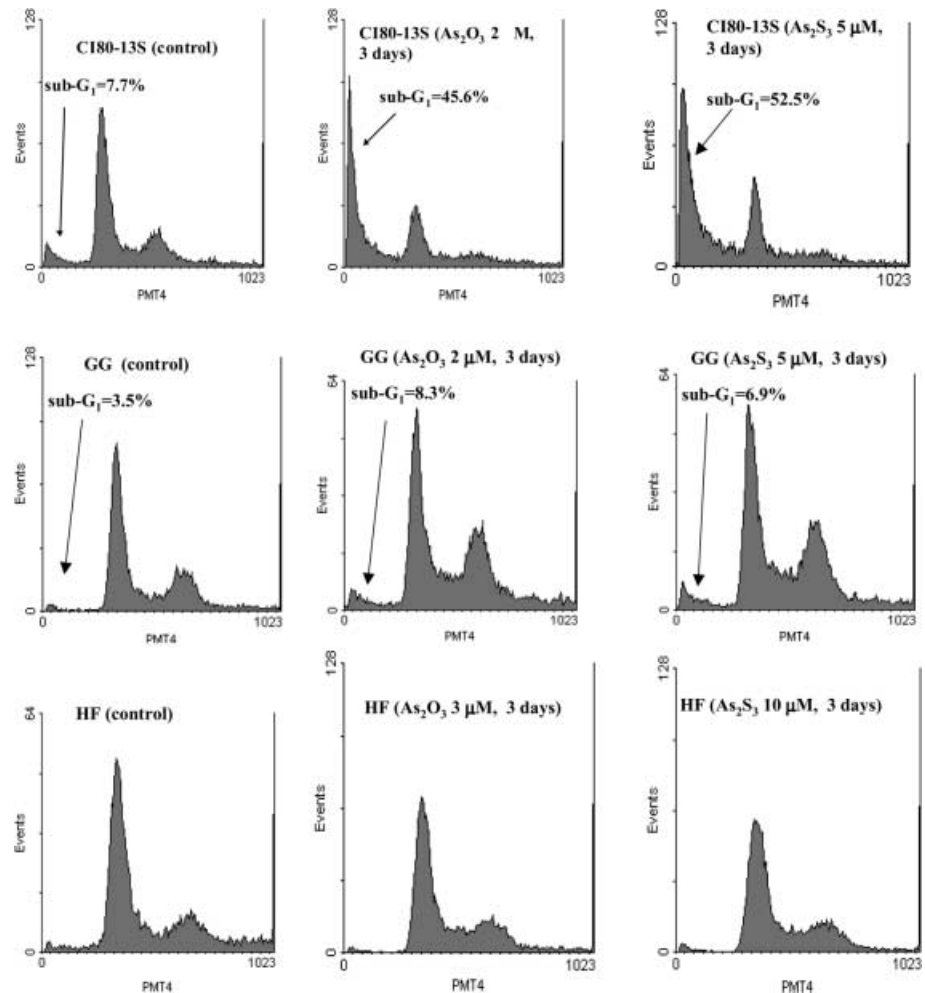 128
CI80-13S (control)
sub-G₁=7.7%
Events
0
0
1023
PMT4
128
CI80-13S (As₂O₃ 2 M,
3 days)
sub-G₁=45.6%
Events
0
0
1023
PMT4
128
CI80-13S (As₂S₃ 5 μM,
3 days)
sub-G₁=52.5%
Events
0
0
1023
PMT4
128
GG (control)
sub-G₁=3.5%
Events
0
0
1023
PMT4
GG (As₂O₃ 2 μM, 3 days)
64
sub-G₁=8.3%
Events
0
0
1023
PMT4
GG (As₂S₃ 5 μM, 3 days)
64
sub-G₁=6.9%
Events
0
0
1023
PMT4
64
HF (control)
Events
0
0
1023
PMT4
128
HF (As₂O₃ 3 μM, 3 days)
Events
0
0
1023
PMT4
128
HF (As₂S₃ 10 μM, 3 days)
Events
0
0
1023
PMT4